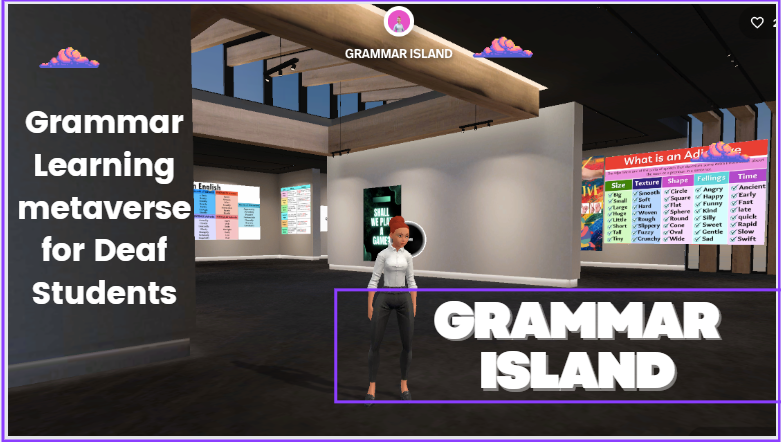 GRAMMAR ISLAND
Grammar
Learning
metaverse
for Deaf
Students
English
SHALL
WE PLAY
GAME
What is an Adj
Size
Texture
Shape
Fellings
Time
Big
Small
Large
Huge
Little
Short
Tall
Tiny
Smooth
Soft
Hard
Woven
Rough
Slippery
Fuzzy
Crunchy
Circle
Square
Flat
Sphere
Round
Cone
Oval
Wide
Angry
Happy
Funny
Kind
Silly
Sweet
Gentle
Sad
Ancient
Early
Fast
late
quick
Rapid
Slow
Swift
GRAMMAR
ISLAND